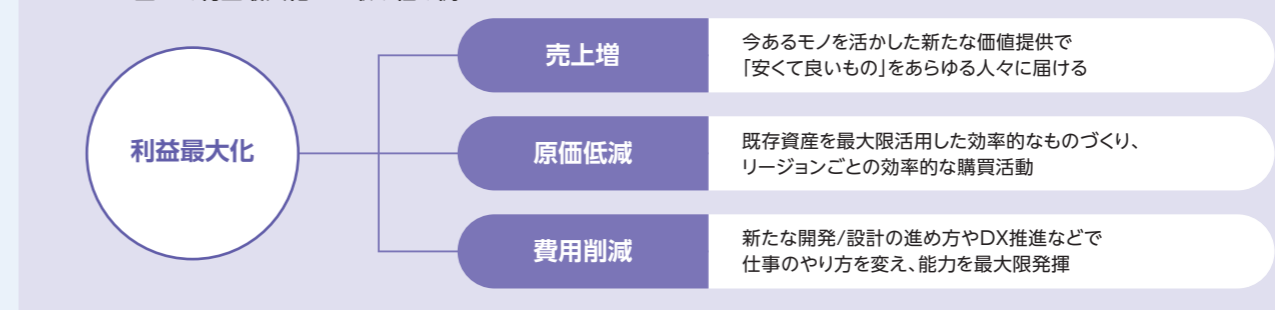 利益最大化
売上増
今あるモノを活かした新たな価値提供で
「安くて良いもの」をあらゆる人々に届ける
原価低減
既存資産を最大限活用した効率的なものづくり、
リージョンごとの効率的な購買活動
費用削減
新たな開発/設計の進め方やDX推進などで
仕事のやり方を変え、能力を最大限発揮